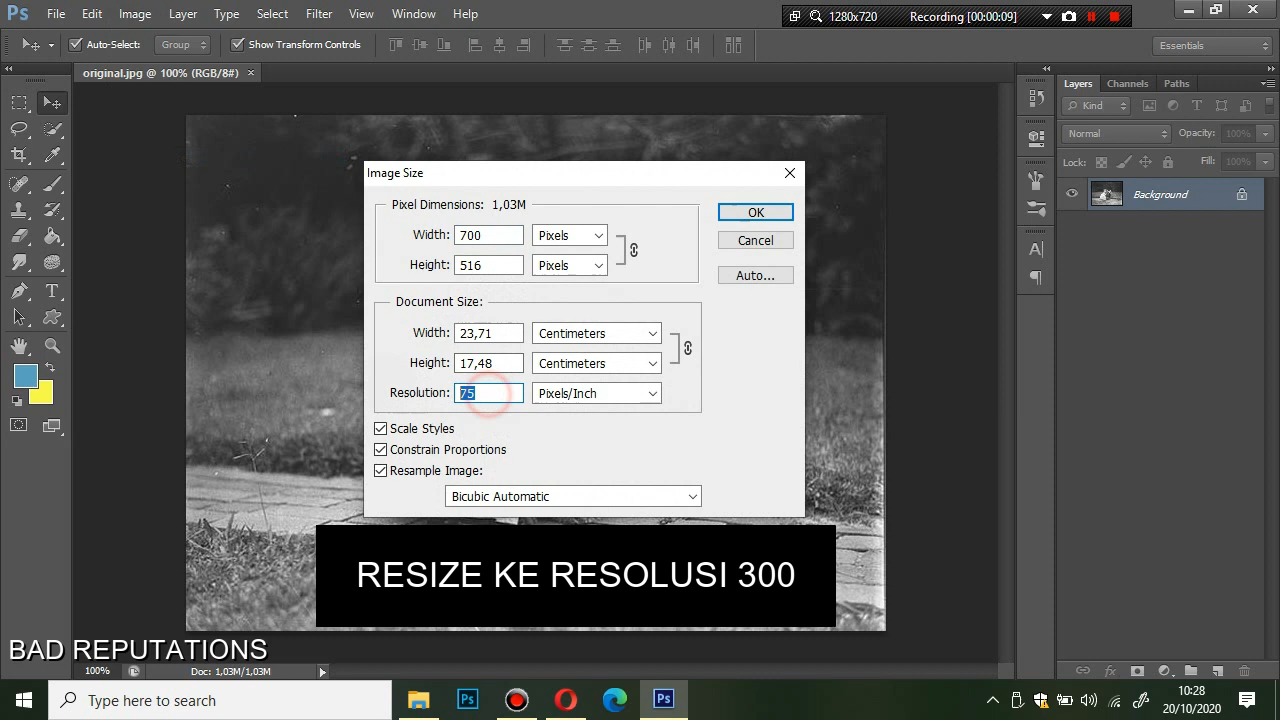 Ps File Edit Image Layer Type Select Filter View Window Help
1280x720 Recording [00:00:09]
Auto-Select: Group Show Transform Controls Essentials
original.jpg @ 100% (RGB/8#) ×
Layers Channels Paths
Kind
Normal Opacity: 100%
Lock: Fill: 100%
Background
Image Size
Pixel Dimensions: 1,03M
Width: 700 Pixels
Height: 516 Pixels
OK
Cancel
Auto...
Document Size:
Width: 23,71 Centimeters
Height: 17,48 Centimeters
Resolution: 75 Pixels/Inch
Scale Styles
Constrain Proportions
Resample Image:
Bicubic Automatic
RESIZE KE RESOLUSI 300
BAD REPUTATIONS
100% Doc: 1,03M/1,03M
Type here to search
Ps
Ps
10:28
20/10/2020